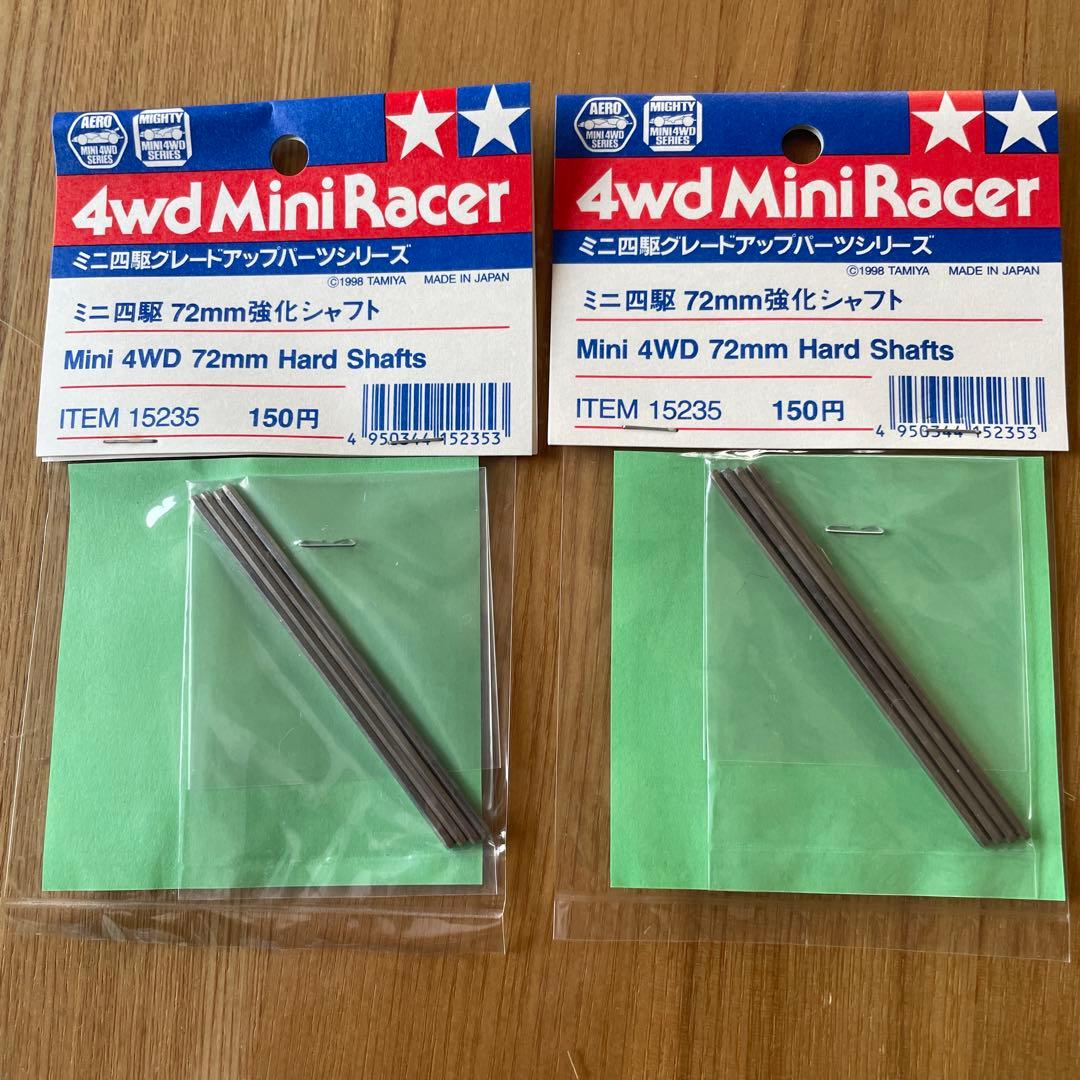 AERO
MINI 4WD
SERIES
MIGHTY
MINI 4WD
SERIES
4wd Mini Racer
ミニ四駆グレードアップパーツシリーズ
©1998 TAMIYA MADE IN JAPAN
ミニ四駆 72mm強化シャフト
Mini 4WD 72mm Hard Shafts
ITEM 15235 150円
4 950344 152353
AERO
MINI 4WD
SERIES
MIGHTY
MINI 4WD
SERIES
4wd Mini Racer
ミニ四駆グレードアップパーツシリーズ
©1998 TAMIYA MADE IN JAPAN
ミニ四駆 72mm強化シャフト
Mini 4WD 72mm Hard Shafts
ITEM 15235 150円
4 950344 152353